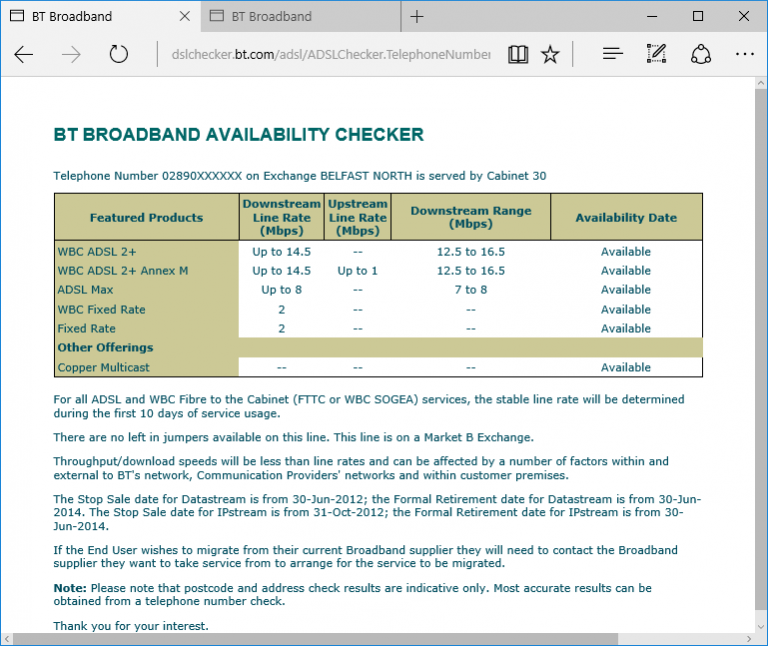 BT Broadband
BT Broadband
dslchecker.bt.com/adsl/ADSLChecker.TelephoneNumber
BT BROADBAND AVAILABILITY CHECKER
Telephone Number 02890XXXXXX on Exchange BELFAST NORTH is served by Cabinet 30
Featured Products Downstream Line Rate (Mbps) Upstream Line Rate (Mbps) Downstream Range (Mbps) Availability Date
WBC ADSL 2+ Up to 14.5 -- 12.5 to 16.5 Available
WBC ADSL 2+ Annex M Up to 14.5 Up to 1 12.5 to 16.5 Available
ADSL Max Up to 8 -- 7 to 8 Available
WBC Fixed Rate 2 -- -- Available
Fixed Rate 2 -- -- Available
Other Offerings
Copper Multicast -- -- -- Available
For all ADSL and WBC Fibre to the Cabinet (FTTC or WBC SOGEA) services, the stable line rate will be determined
during the first 10 days of service usage.
There are no left in jumpers available on this line. This line is on a Market B Exchange.
Throughput/download speeds will be less than line rates and can be affected by a number of factors within and
external to BT's network, Communication Providers' networks and within customer premises.
The Stop Sale date for Datastream is from 30-Jun-2012; the Formal Retirement date for Datastream is from 30-Jun-
2014. The Stop Sale date for IPstream is from 31-Oct-2012; the Formal Retirement date for IPstream is from 30-
Jun-2014.
If the End User wishes to migrate from their current Broadband supplier they will need to contact the Broadband
supplier they want to take service from to arrange for the service to be migrated.
Note: Please note that postcode and address check results are indicative only. Most accurate results can be
obtained from a telephone number check.
Thank you for your interest.